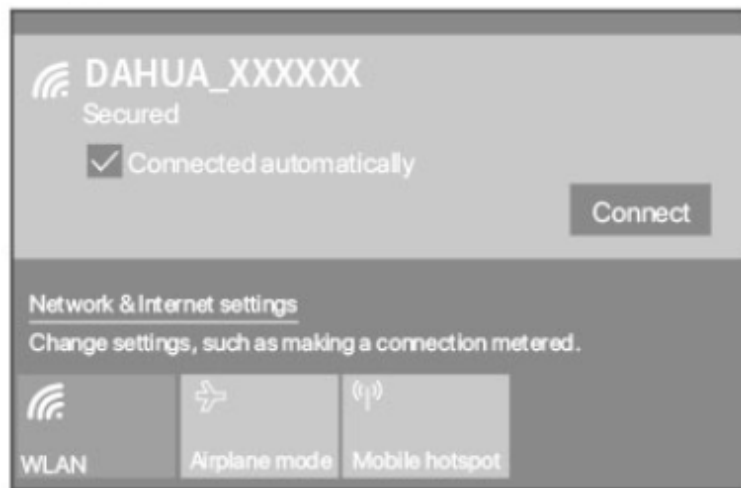 DAHUA_XXXXXX
Secured
Connected automatically
Connect
Network & Internet settings
Change settings, such as making a connection metered.
WLAN
Airplane mode
Mobile hotspot